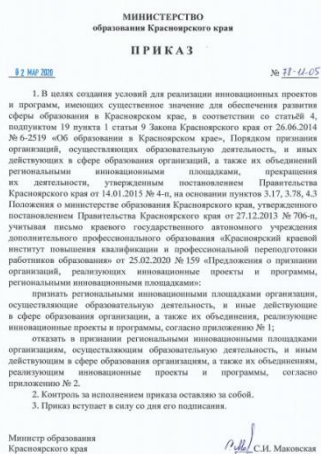 МИНИСТЕРСТВО
образования Красноярского края
ПРИКАЗ
02 МАР 2020 № 78-11-05
1. В целях создания условий для реализации инновационных проектов
и программ, имеющих существенное значение для обеспечения развития
сферы образования в Красноярском крае, в соответствии со статьёй 4,
подпунктом 19 пункта 1 статьи 9 Закона Красноярского края от 26.06.2014
№ 6-2519 «Об образовании в Красноярском крае», Порядком признания
организаций, осуществляющих образовательную деятельность, и иных
действующих в сфере образования организаций, а также их объединений
региональными инновационными площадками, прекращения
их деятельности, утвержденным постановлением Правительства
Красноярского края от 14.01.2015 № 4-п, на основании пунктов 3.17, 3.78, 4.3
Положения о министерстве образования Красноярского края, утвержденного
постановлением Правительства Красноярского края от 27.12.2013 № 706-п,
учитывая письмо краевого государственного автономного учреждения
дополнительного профессионального образования «Красноярский краевой
институт повышения квалификации и профессиональной переподготовки
работников образования» от 25.02.2020 № 159 «Предложения о признании
организаций, реализующих инновационные проекты и программы,
региональными инновационными площадками»:
признать региональными инновационными площадками организации,
осуществляющие образовательную деятельность, и иные действующие
в сфере образования организации, а также их объединения, реализующие
инновационные проекты и программы, согласно приложению № 1;
отказать в признании региональными инновационными площадками
организациям, осуществляющим образовательную деятельность, и иным
действующим в сфере образования организациям, а также их объединениям,
реализующим инновационные проекты и программы, согласно
приложению № 2.
2. Контроль за исполнением приказа оставляю за собой.
3. Приказ вступает в силу со дня его подписания.
Министр образования
Красноярского края С.И. Маковская